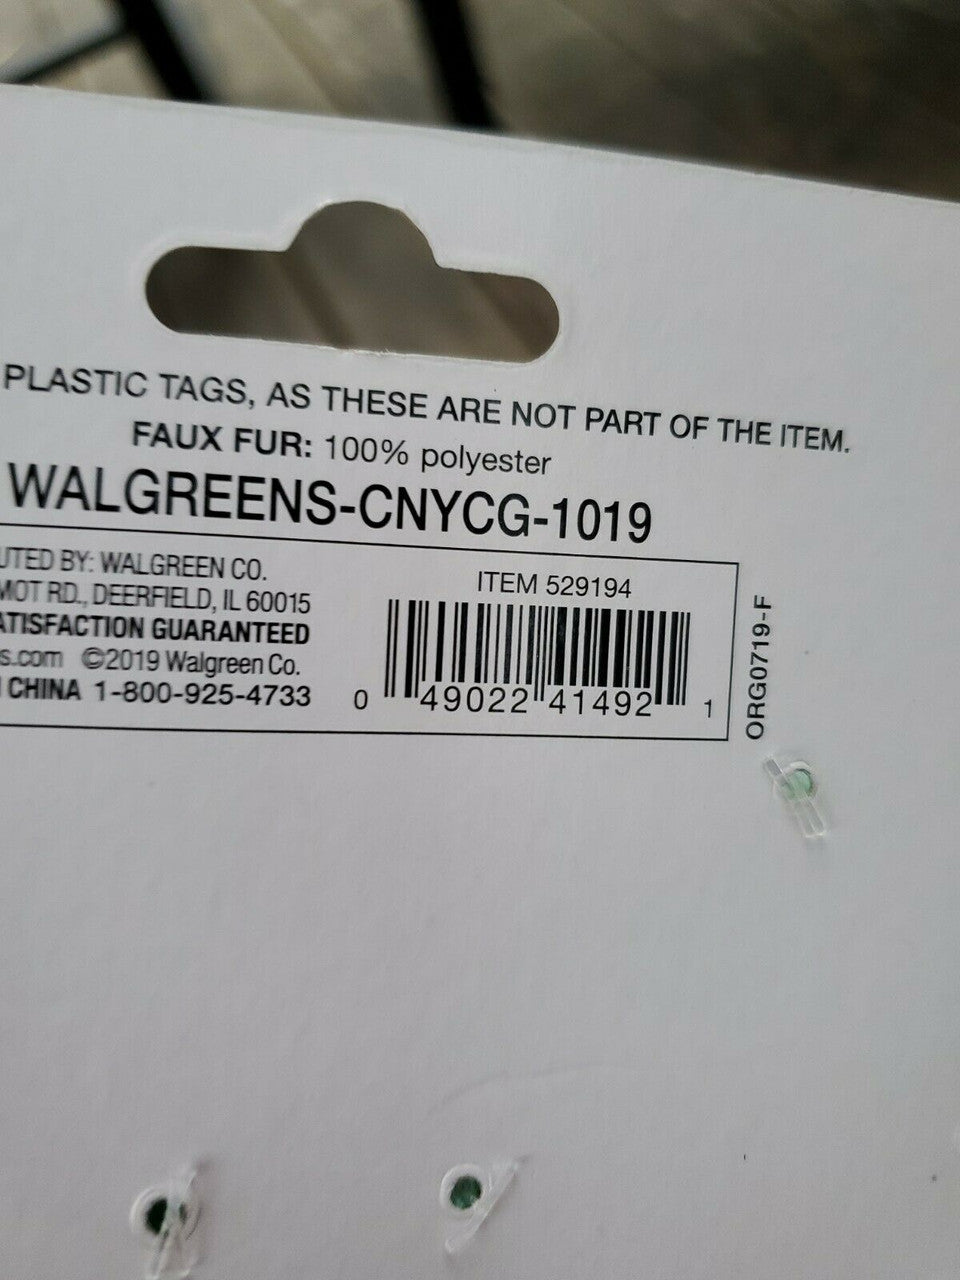 PLASTIC TAGS, AS THESE ARE NOT PART OF THE ITEM.
FAUX FUR: 100% polyester
WALGREENS-CNYCG-1019
UTED BY: WALGREEN CO.
MOT RD., DEERFIELD, IL 60015
ATISFACTION GUARANTEED
s.com ©2019 Walgreen Co.
CHINA 1-800-925-4733
ITEM 529194
0 49022 41492 1
ORG0719-F